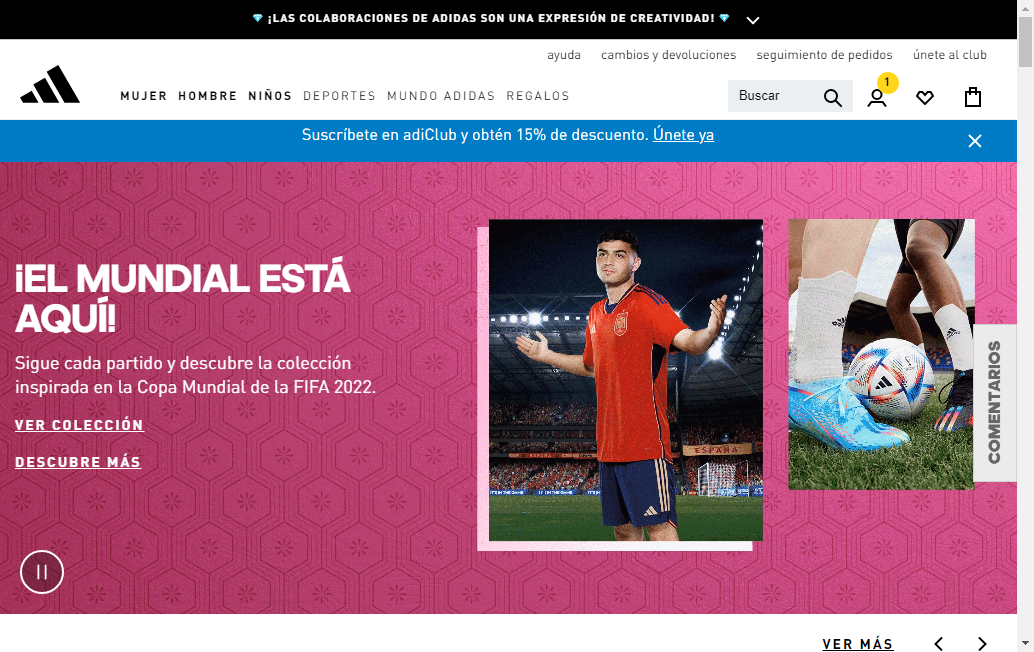 ¡LAS COLABORACIONES DE ADIDAS SON UNA EXPRESIÓN DE CREATIVIDAD!
ayuda cambios y devoluciones seguimiento de pedidos únete al club
MUJER HOMBRE NIÑOS DEPORTES MUNDO ADIDAS REGALOS
Buscar
1
Suscríbete en adiClub y obtén 15% de descuento. Únete ya
¡EL MUNDIAL ESTÁ
AQUÍ!
Sigue cada partido y descubre la colección
inspirada en la Copa Mundial de la FIFA 2022.
VER COLECCIÓN
DESCUBRE MÁS
ESPAÑA
COMENTARIOS
VER MÁS